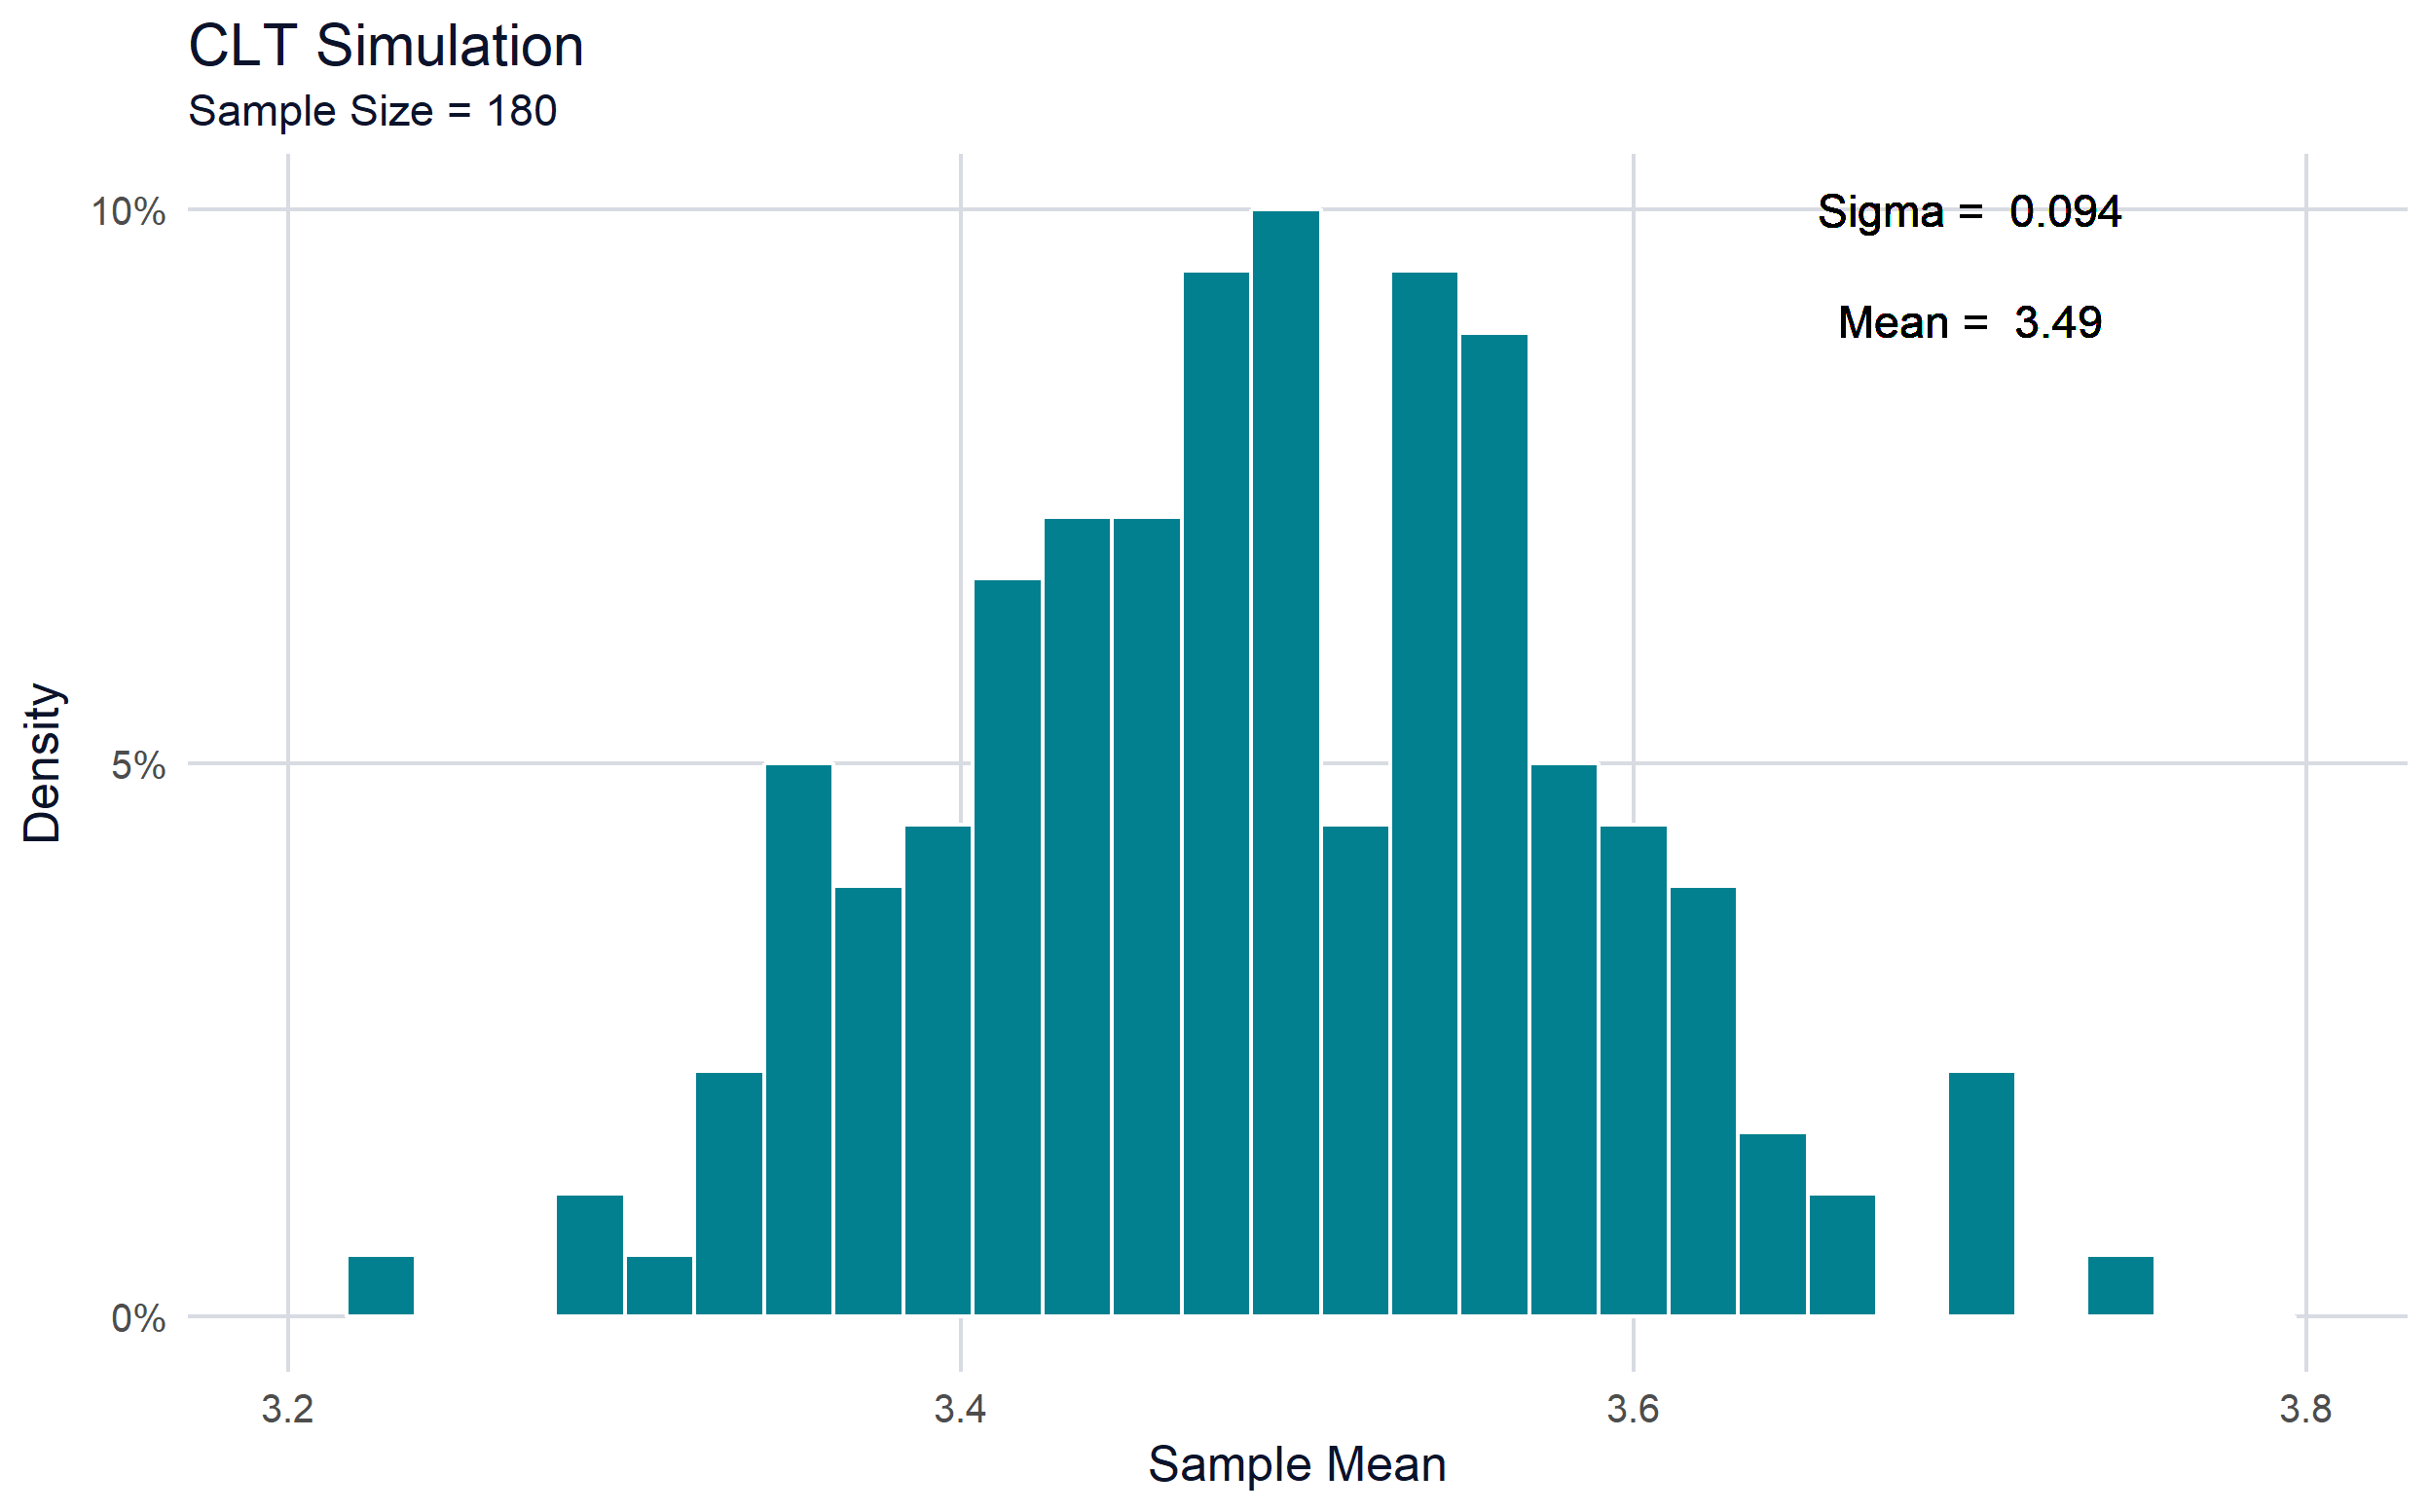 CLT Simulation
Sample Size = 180
10%
Sigma = 0.094
Mean = 3.49
Density
5%
0%
3.2
3.4
3.6
3.8
Sample Mean